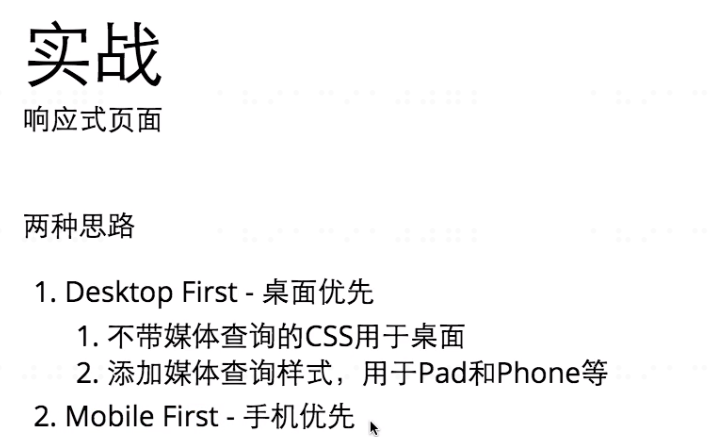 实战
响应式页面
两种思路
1. Desktop First - 桌面优先
1. 不带媒体查询的CSS用于桌面
2. 添加媒体查询样式，用于Pad和Phone等
2. Mobile First - 手机优先